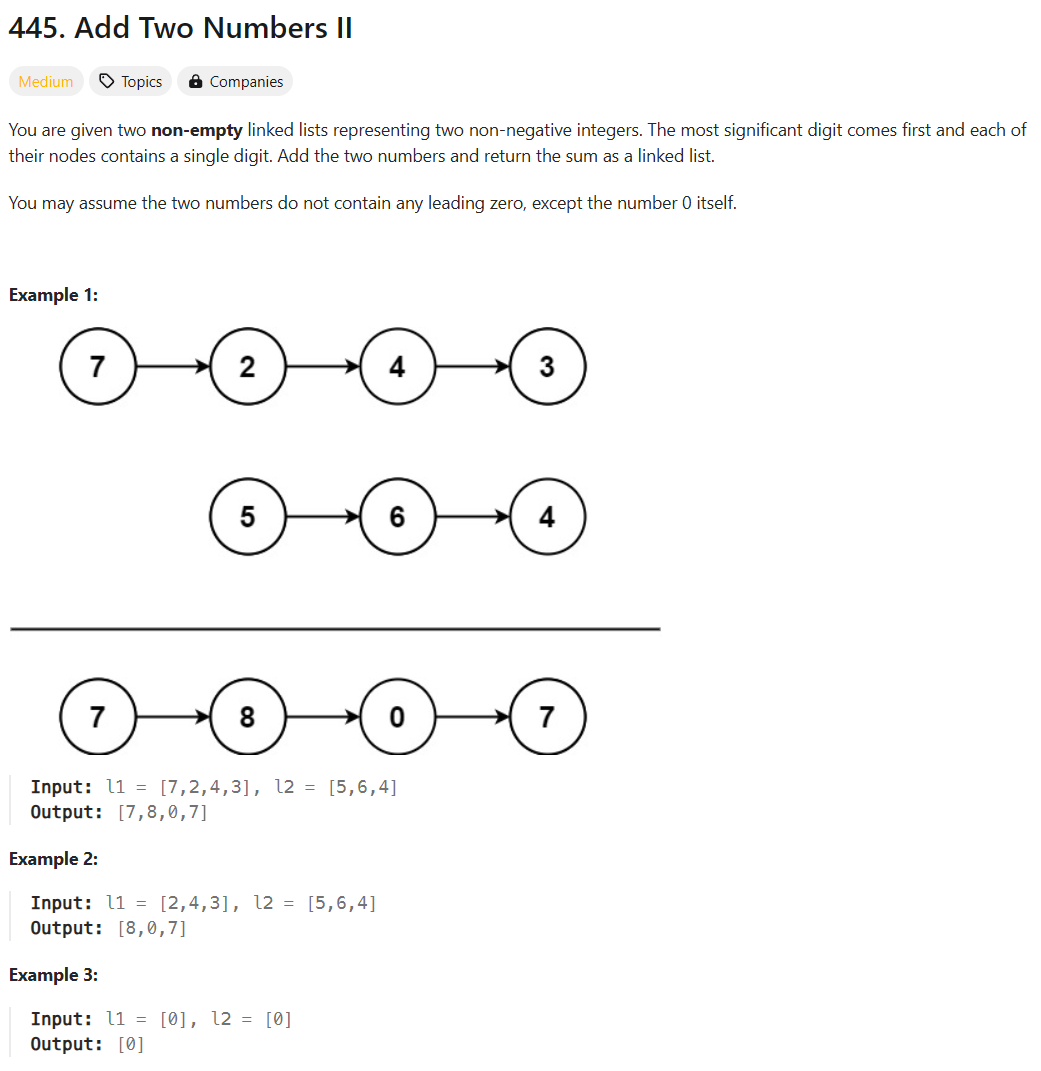 445. Add Two Numbers II
Medium Topics Companies
You are given two non-empty linked lists representing two non-negative integers. The most significant digit comes first and each of
their nodes contains a single digit. Add the two numbers and return the sum as a linked list.
You may assume the two numbers do not contain any leading zero, except the number 0 itself.
Example 1:
7 2 4 3
5 6 4
7 8 0 7
Input: l1 = [7,2,4,3], l2 = [5,6,4]
Output: [7,8,0,7]
Example 2:
Input: l1 = [2,4,3], l2 = [5,6,4]
Output: [8,0,7]
Example 3:
Input: l1 = [0], l2 = [0]
Output: [0]